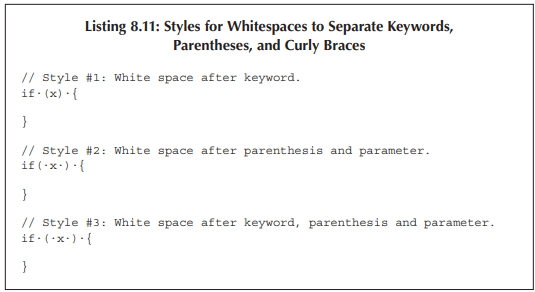 Listing 8.11: Styles for Whitespaces to Separate Keywords,
Parentheses, and Curly Braces
// Style #1: White space after keyword.
if·(x)·{
}
// Style #2: White space after parenthesis and parameter.
if(·x·)·{
}
// Style #3: White space after keyword, parenthesis and parameter.
if·(·x·)·{
}